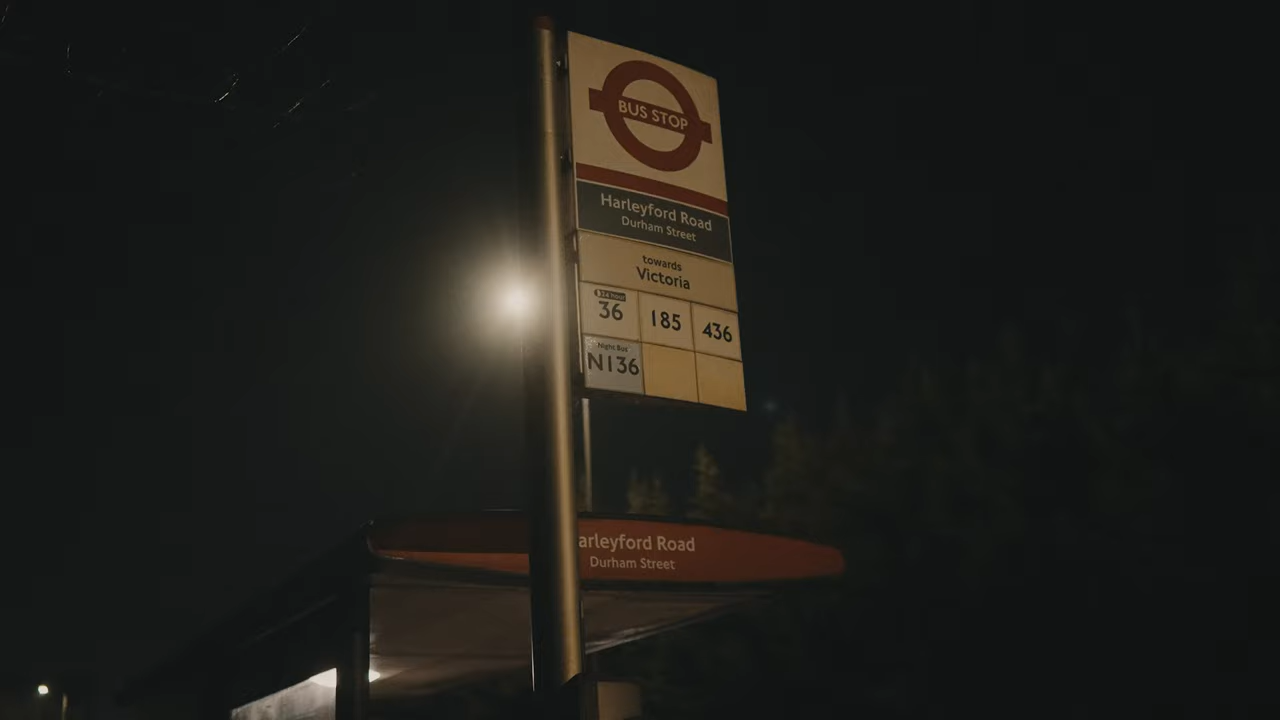 BUS STOP
Harleyford Road
Durham Street
towards
Victoria
24 hour
36
185
436
Night Bus
N136
arleyford Road
Durham Street